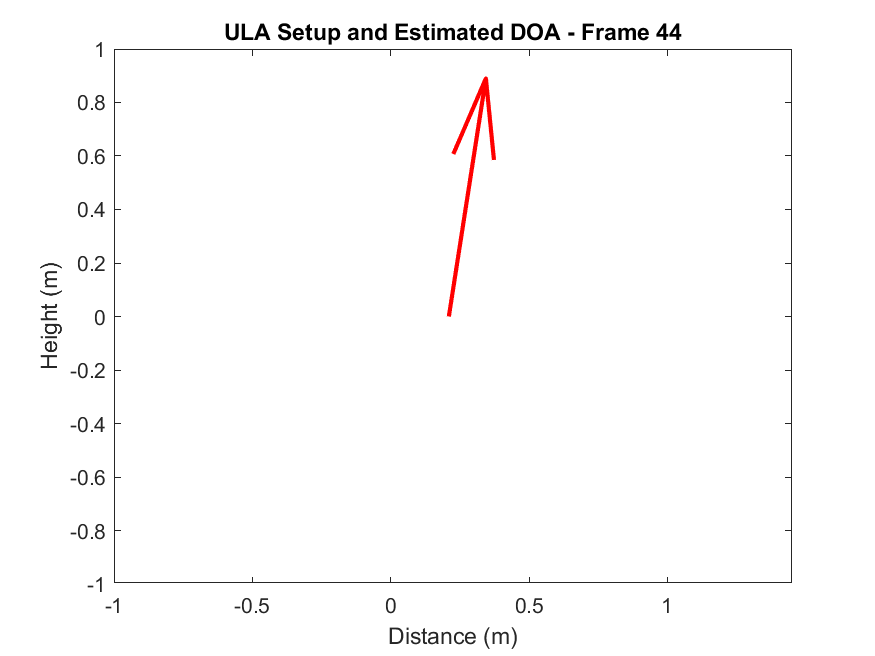 ULA Setup and Estimated DOA - Frame 44
1
0.8
0.6
0.4
0.2
0
-0.2
-0.4
-0.6
-0.8
-1
Height (m)
-1 -0.5 0 0.5 1
Distance (m)